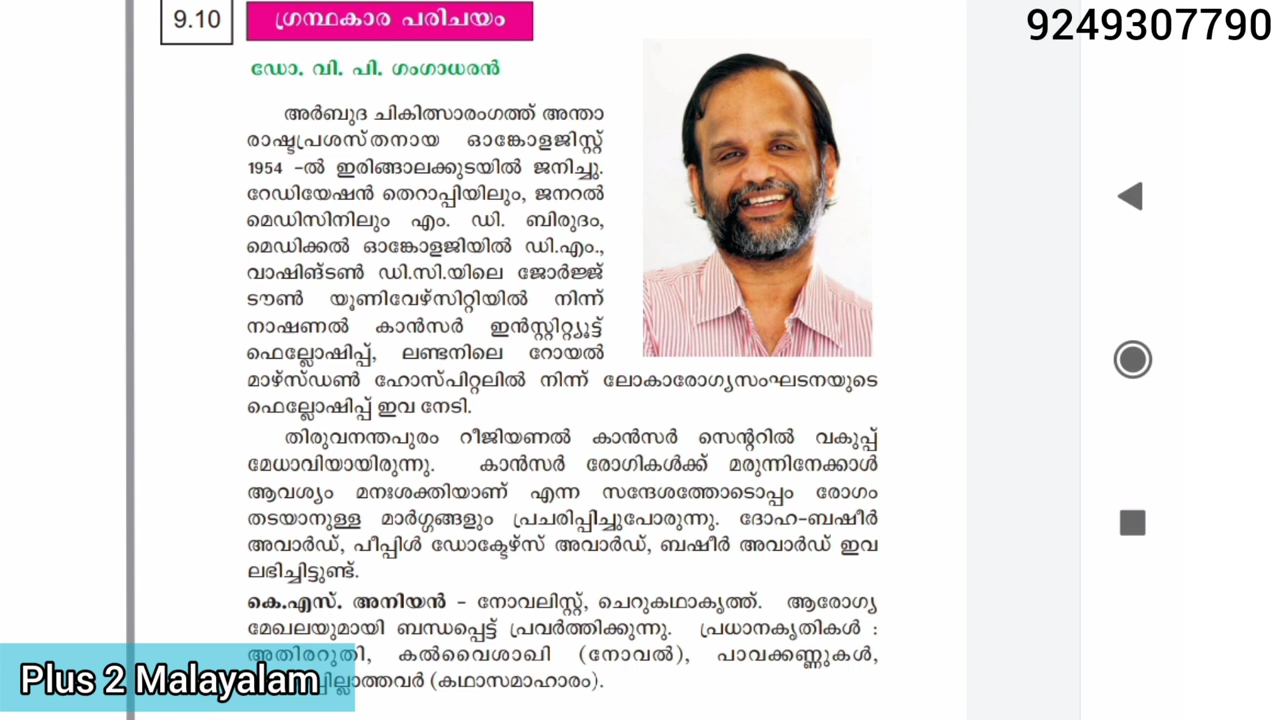 9249307790
9.10
ഗ്രന്ഥകാര പരിചയം
ഡോ. വി. പി. ഗംഗാധരൻ
അർബുദ ചികിത്സാരംഗത്ത് അന്താ
രാഷ്ട്രപ്രശസ്തനായ ഓങ്കോളജിസ്റ്റ്
1954 -ൽ ഇരിങ്ങാലക്കുടയിൽ ജനിച്ചു.
റേഡിയേഷൻ തെറാപ്പിയിലും, ജനറൽ
മെഡിസിനിലും എം. ഡി. ബിരുദം,
മെഡിക്കൽ ഓങ്കോളജിയിൽ ഡി.എം.,
വാഷിങ്ടൺ ഡി.സി.യിലെ ജോർജ്ജ്
ടൗൺ യൂണിവേഴ്സിറ്റിയിൽ നിന്ന്
നാഷണൽ കാൻസർ ഇൻസ്റ്റിറ്റ്യൂട്ട്
ഫെല്ലോഷിപ്പ്, ലണ്ടനിലെ റോയൽ
മാഴ്സ്ഡൺ ഹോസ്പിറ്റലിൽ നിന്ന് ലോകാരോഗ്യസംഘടനയുടെ
ഫെല്ലോഷിപ്പ് ഇവ നേടി.
തിരുവനന്തപുരം റീജിയണൽ കാൻസർ സെന്ററിൽ വകുപ്പ്
മേധാവിയായിരുന്നു. കാൻസർ രോഗികൾക്ക് മരുന്നിനേക്കാൾ
ആവശ്യം മനഃശക്തിയാണ് എന്ന സന്ദേശത്തോടൊപ്പം രോഗം
തടയാനുള്ള മാർഗ്ഗങ്ങളും പ്രചരിപ്പിച്ചുപോരുന്നു. ദോഹ-ബഷീർ
അവാർഡ്, പീപ്പിൾ ഡോക്ടേഴ്സ് അവാർഡ്, ബഷീർ അവാർഡ് ഇവ
ലഭിച്ചിട്ടുണ്ട്.
കെ.എസ്. അനിയൻ - നോവലിസ്റ്റ്, ചെറുകഥാകൃത്ത്. ആരോഗ്യ
മേഖലയുമായി ബന്ധപ്പെട്ട് പ്രവർത്തിക്കുന്നു. പ്രധാനകൃതികൾ :
അതിരറുതി, കൽവൈശാഖി (നോവൽ), പാവക്കണ്ണുകൾ,
(കഥാസമാഹാരം).
Plus 2 Malayalam